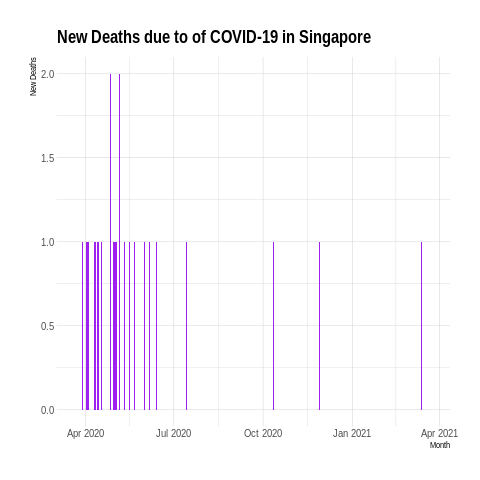 New Deaths due to of COVID-19 in Singapore
New Deaths
2.0
1.5
1.0
0.5
0.0
Apr 2020 Jul 2020 Oct 2020 Jan 2021 Apr 2021
Month